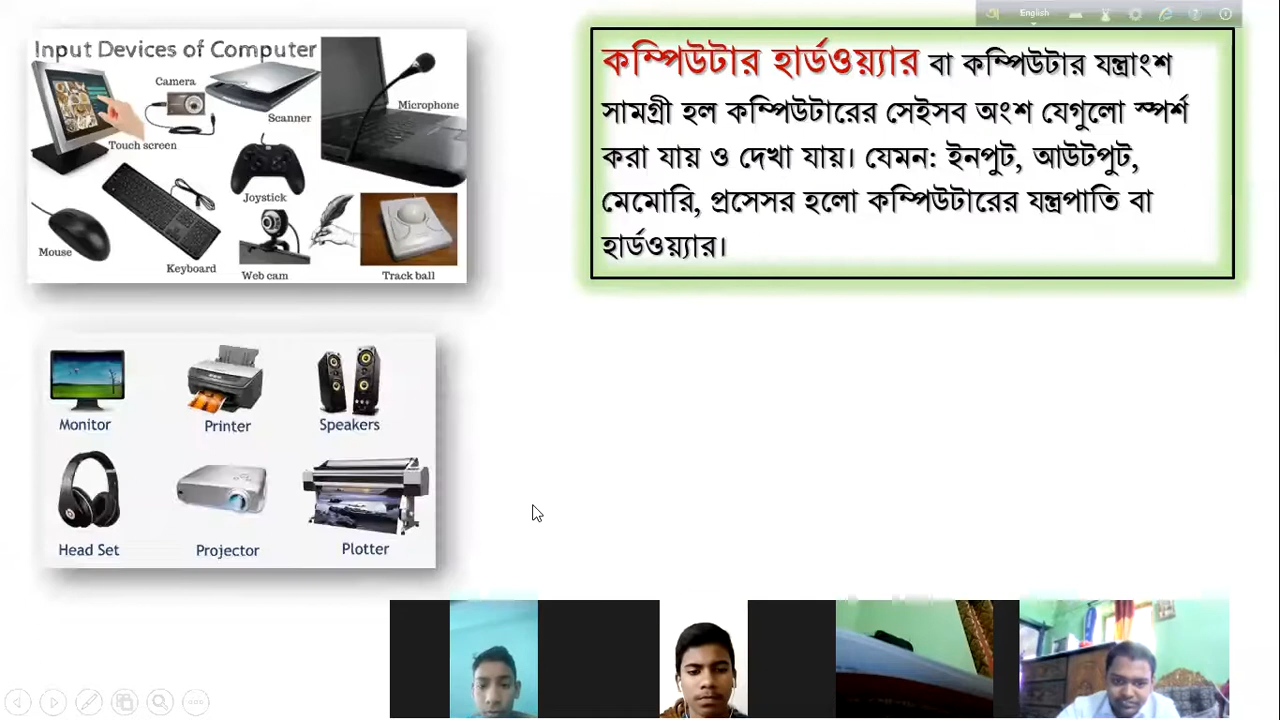 English
Input Devices of Computer
Camera
Scanner
Microphone
Touch screen
Joystick
Mouse
Keyboard
Web cam
Track ball
কম্পিউটার হার্ডওয়্যার বা কম্পিউটার যন্ত্রাংশ
সামগ্রী হল কম্পিউটারের সেইসব অংশ যেগুলো স্পর্শ
করা যায় ও দেখা যায়। যেমন: ইনপুট, আউটপুট,
মেমোরি, প্রসেসর হলো কম্পিউটারের যন্ত্রপাতি বা
হার্ডওয়্যার।
Monitor
Printer
Speakers
Head Set
Projector
Plotter